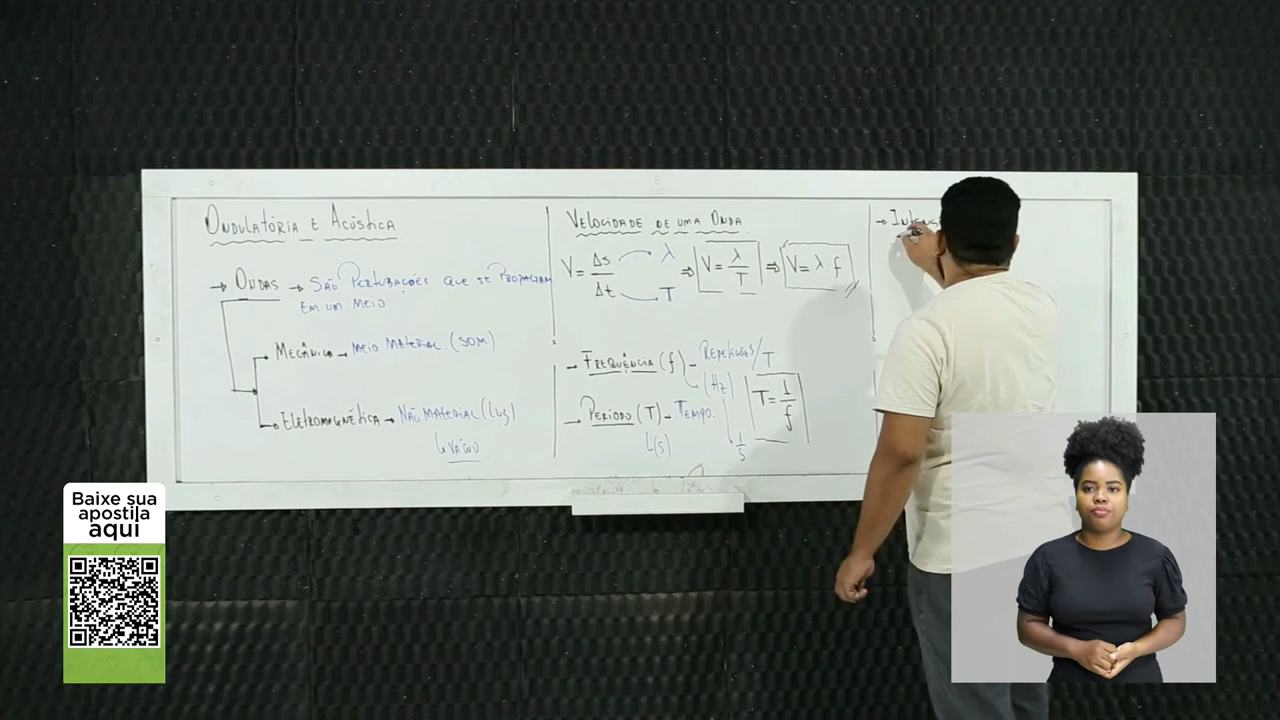 Ondulatória e Acústica
→ Ondas → São Perturbações que se Propagam
em um meio
Mecânica → meio material. (som)
Eletromagnética → Não material (luz)
↳ vácuo
Velocidade de uma Onda
V = Δs/Δt
λ
T
⇒ V = λ/T ⇒ V = λ.f
→ Frequência (f) - Repetições/T
↳ (Hz)
→ Período (T) - Tempo.
↳ (s)
1/s
T = 1/f
Baixe sua
apostila
aqui